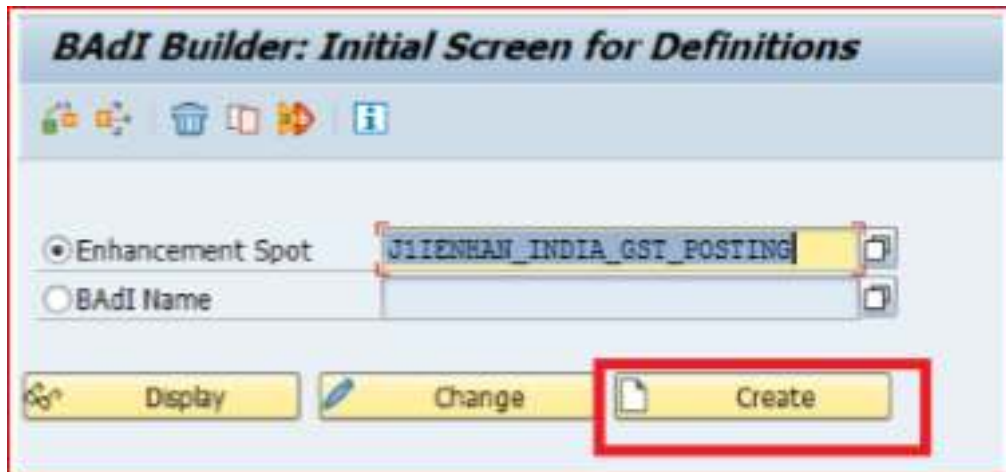 BAdI Builder: Initial Screen for Definitions
Enhancement Spot J1IENHAN_INDIA_GST_POSTING
BAdI Name
Display Change Create